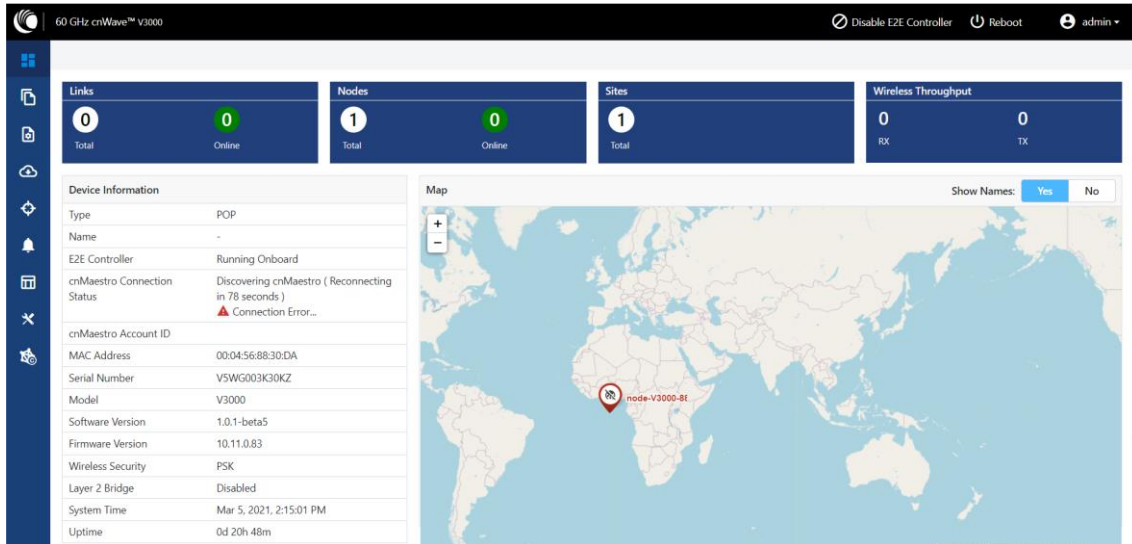 60 GHz cnWave™ V3000
Disable E2E Controller
Reboot
admin
Links
0
Total
0
Online
Nodes
1
Total
0
Online
Sites
1
Total
Wireless Throughput
0
RX
0
TX
Device Information
Type POP
Name -
E2E Controller Running Onboard
cnMaestro Connection Status Discovering cnMaestro ( Reconnecting
in 78 seconds )
Connection Error...
cnMaestro Account ID
MAC Address 00:04:56:88:30:DA
Serial Number V5WG003K30KZ
Model V3000
Software Version 1.0.1-beta5
Firmware Version 10.11.0.83
Wireless Security PSK
Layer 2 Bridge Disabled
System Time Mar 5, 2021, 2:15:01 PM
Uptime 0d 20h 48m
Map
Show Names: Yes No
+
−
node-V3000-8E